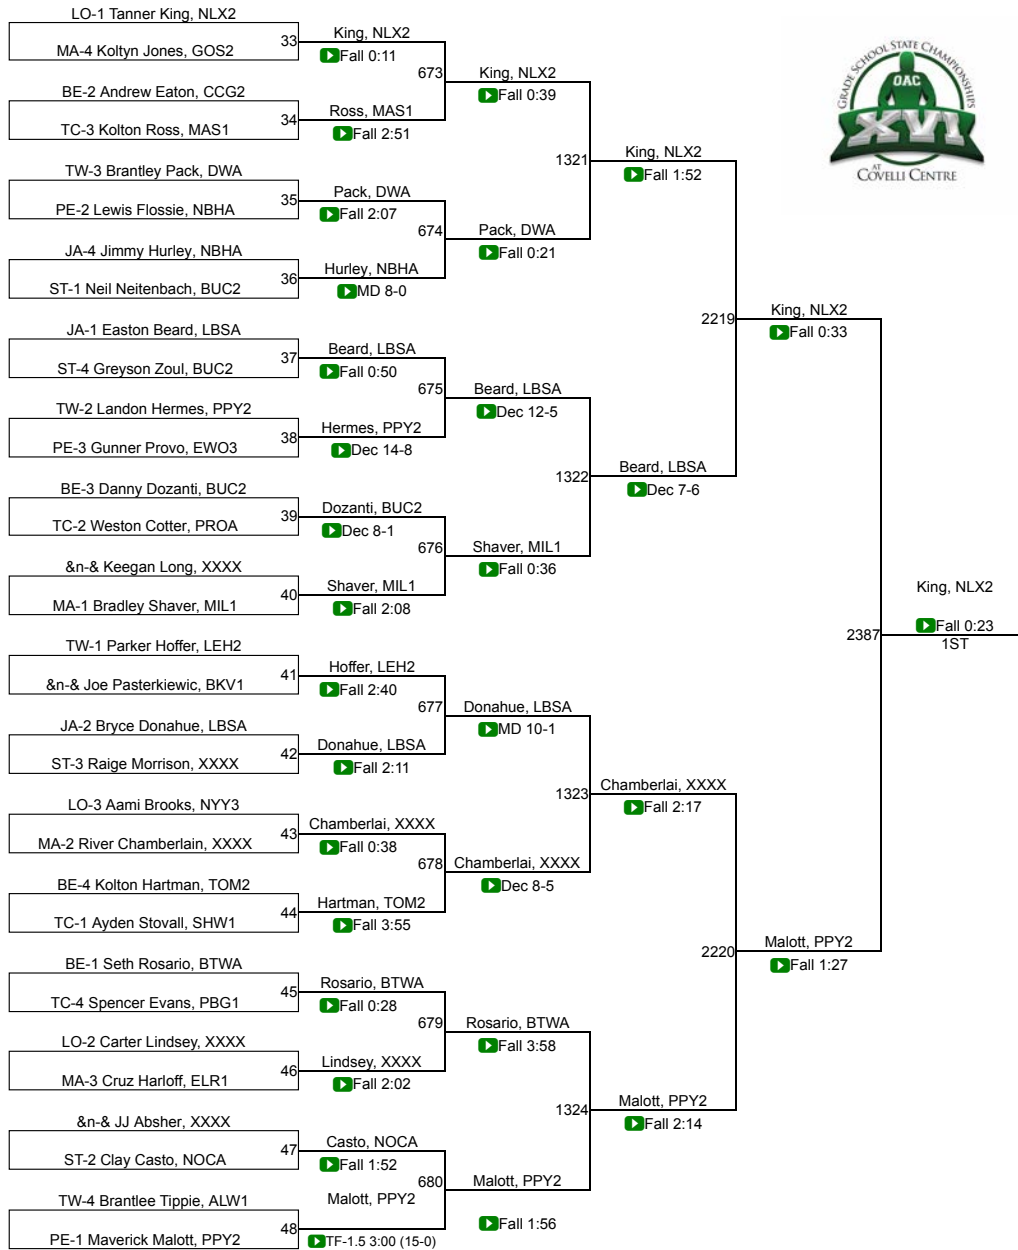 LO-1 Tanner King, NLX2
33
MA-4 Koltyn Jones, GOS2
King, NLX2
Fall 0:11
673
BE-2 Andrew Eaton, CCG2
34
TC-3 Kolton Ross, MAS1
Ross, MAS1
Fall 2:51
King, NLX2
Fall 0:39
1321
TW-3 Brantley Pack, DWA
35
PE-2 Lewis Flossie, NBHA
Pack, DWA
Fall 2:07
674
JA-4 Jimmy Hurley, NBHA
36
ST-1 Neil Neitenbach, BUC2
Hurley, NBHA
MD 8-0
Pack, DWA
Fall 0:21
King, NLX2
Fall 1:52
2219
JA-1 Easton Beard, LBSA
37
ST-4 Greyson Zoul, BUC2
Beard, LBSA
Fall 0:50
675
TW-2 Landon Hermes, PPY2
38
PE-3 Gunner Provo, EWO3
Hermes, PPY2
Dec 14-8
Beard, LBSA
Dec 12-5
1322
BE-3 Danny Dozanti, BUC2
39
TC-2 Weston Cotter, PROA
Dozanti, BUC2
Dec 8-1
676
&n-& Keegan Long, XXXX
40
MA-1 Bradley Shaver, MIL1
Shaver, MIL1
Fall 2:08
Shaver, MIL1
Fall 0:36
Beard, LBSA
Dec 7-6
King, NLX2
Fall 0:33
2387
TW-1 Parker Hoffer, LEH2
41
&n-& Joe Pasterkiewic, BKV1
Hoffer, LEH2
Fall 2:40
677
JA-2 Bryce Donahue, LBSA
42
ST-3 Raige Morrison, XXXX
Donahue, LBSA
Fall 2:11
Donahue, LBSA
MD 10-1
1323
LO-3 Aami Brooks, NYY3
43
MA-2 River Chamberlain, XXXX
Chamberlai, XXXX
Fall 0:38
678
BE-4 Kolton Hartman, TOM2
44
TC-1 Ayden Stovall, SHW1
Hartman, TOM2
Fall 3:55
Chamberlai, XXXX
Dec 8-5
Chamberlai, XXXX
Fall 2:17
2220
BE-1 Seth Rosario, BTWA
45
TC-4 Spencer Evans, PBG1
Rosario, BTWA
Fall 0:28
679
LO-2 Carter Lindsey, XXXX
46
MA-3 Cruz Harloff, ELR1
Lindsey, XXXX
Fall 2:02
Rosario, BTWA
Fall 3:58
1324
&n-& JJ Absher, XXXX
47
ST-2 Clay Casto, NOCA
Casto, NOCA
Fall 1:52
680
TW-4 Brantlee Tippie, ALW1
48
PE-1 Maverick Malott, PPY2
Malott, PPY2
TF-1.5 3:00 (15-0)
Malott, PPY2
Fall 1:56
Malott, PPY2
Fall 2:14
Malott, PPY2
Fall 1:27
King, NLX2
Fall 0:23
1ST
GRADE SCHOOL STATE CHAMPIONSHIPS
OAC
XVI
AT
COVELLI CENTRE